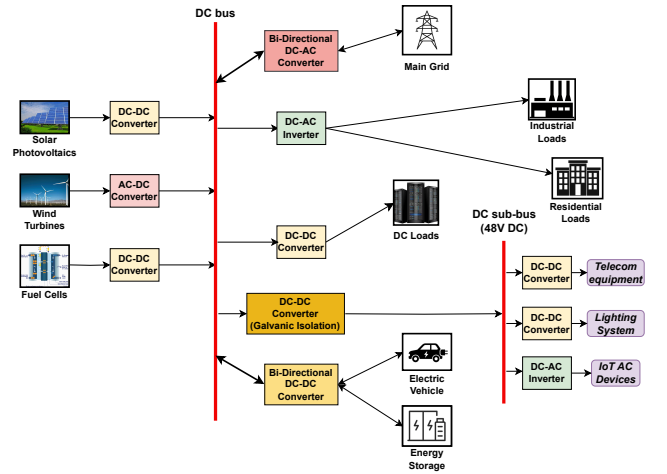 DC bus
Bi-Directional
DC-AC
Converter
Main Grid
DC-DC
Converter
Solar
Photovoltaics
DC-AC
Inverter
Industrial
Loads
AC-DC
Converter
Wind
Turbines
Residential
Loads
DC-DC
Converter
DC Loads
DC sub-bus
(48V DC)
DC-DC
Converter
Fuel Cells
DC-DC
Converter
Telecom
equipment
DC-DC
Converter
(Galvanic Isolation)
DC-DC
Converter
Lighting
System
Bi-Directional
DC-DC
Converter
Electric
Vehicle
DC-AC
Inverter
IoT AC
Devices
Energy
Storage